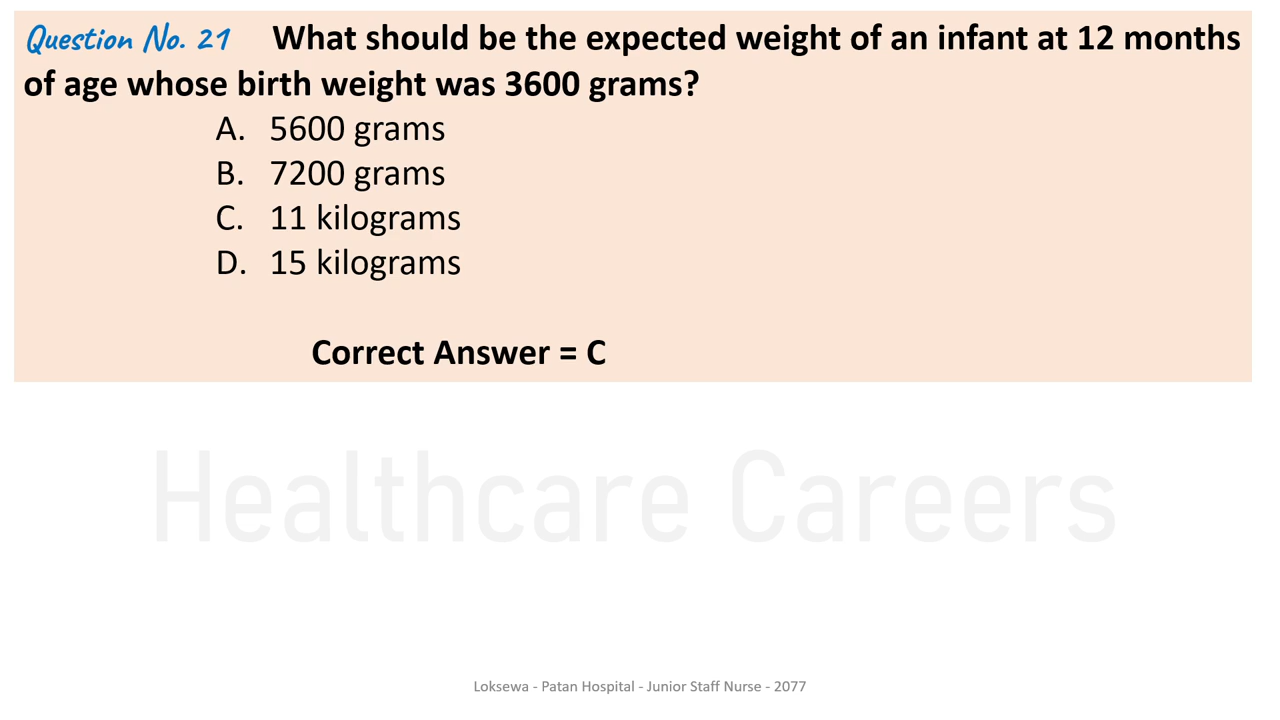 Question No. 21 What should be the expected weight of an infant at 12 months
of age whose birth weight was 3600 grams?
A. 5600 grams
B. 7200 grams
C. 11 kilograms
D. 15 kilograms
Correct Answer = C
Healthcare Careers
Loksewa - Patan Hospital - Junior Staff Nurse - 2077